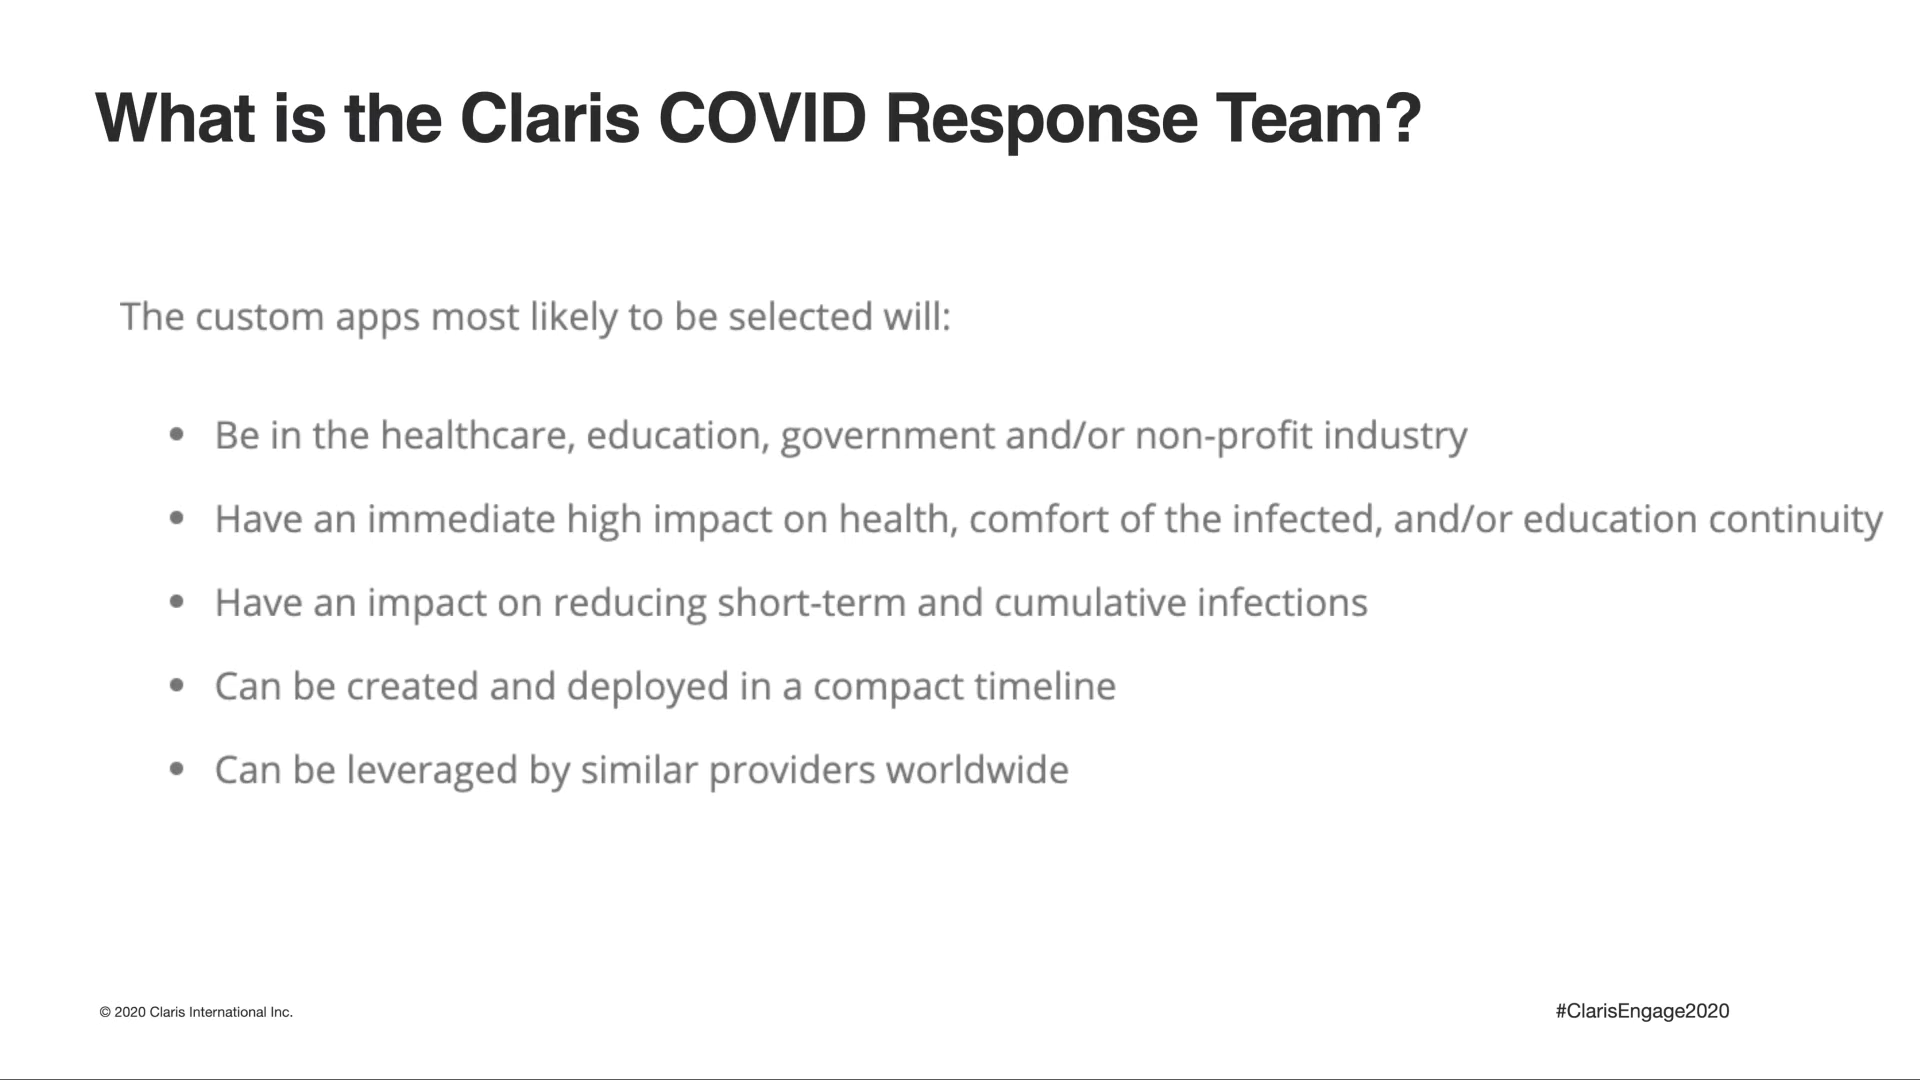 What is the Claris COVID Response Team?
The custom apps most likely to be selected will:
• Be in the healthcare, education, government and/or non-profit industry
• Have an immediate high impact on health, comfort of the infected, and/or education continuity
• Have an impact on reducing short-term and cumulative infections
• Can be created and deployed in a compact timeline
• Can be leveraged by similar providers worldwide
© 2020 Claris International Inc.
#ClarisEngage2020